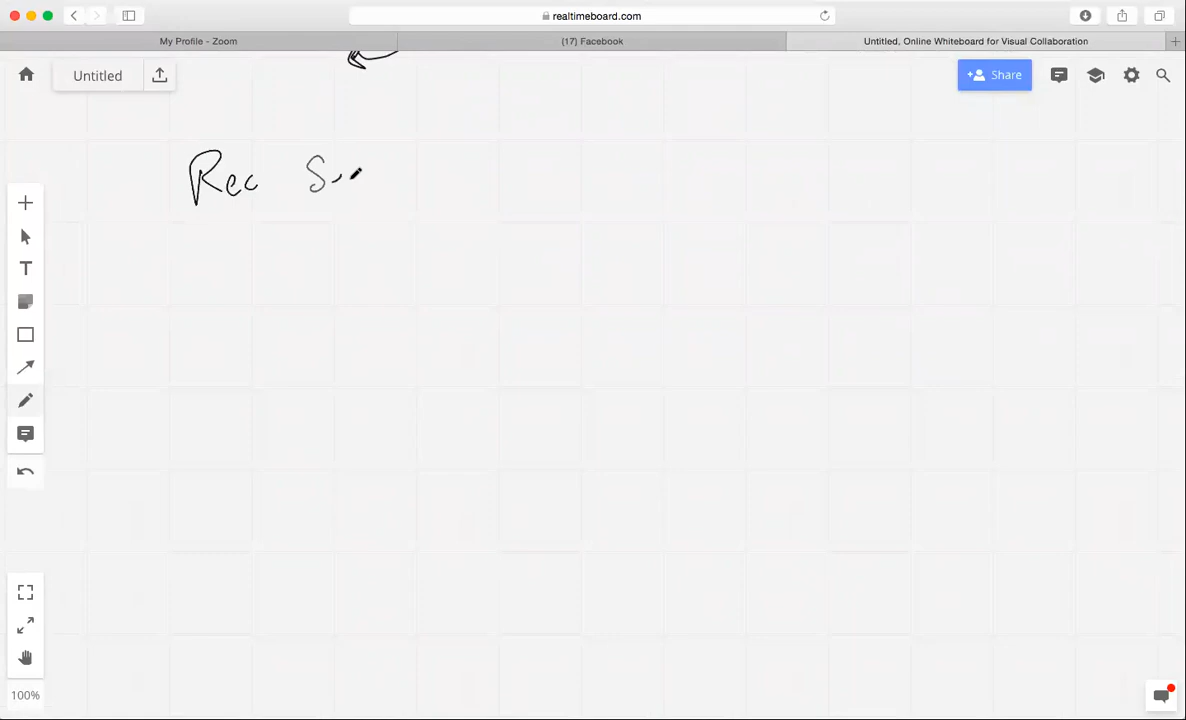 realtimeboard.com
My Profile - Zoom
(17) Facebook
Untitled, Online Whiteboard for Visual Collaboration
Untitled
Share
Rec
T
100%